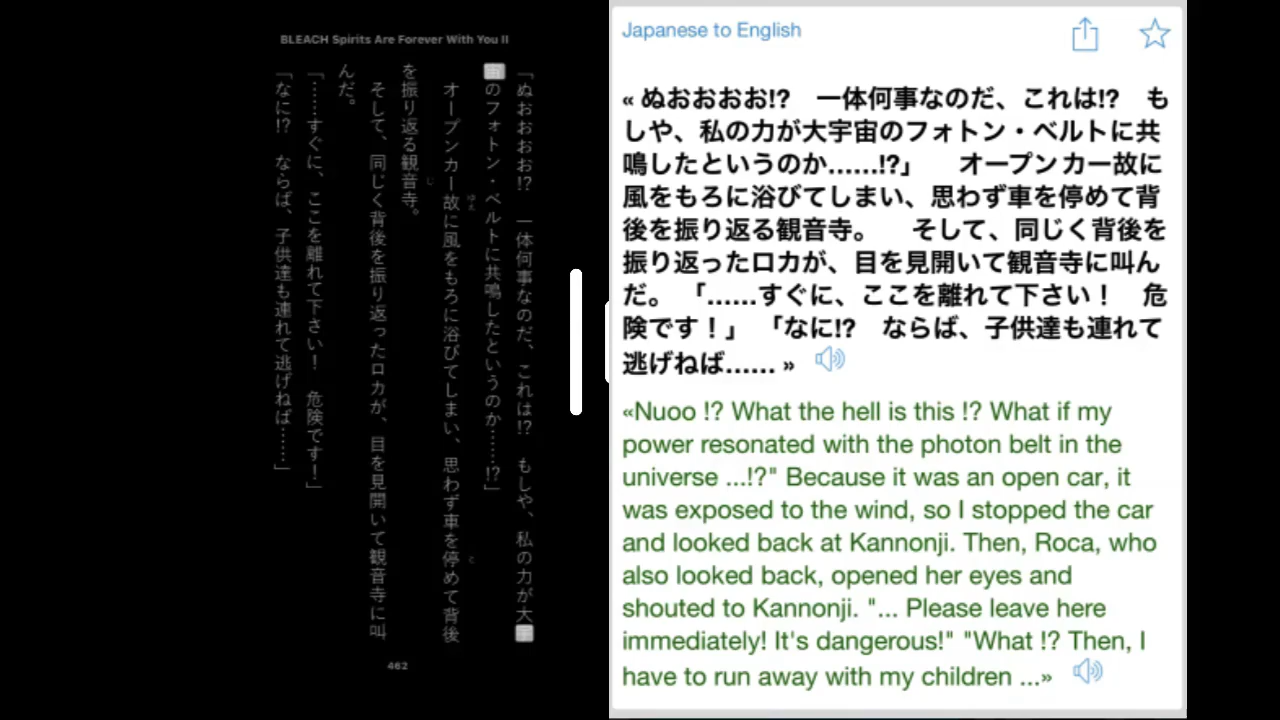 BLEACH Spirits Are Forever With You II
「ぬおおおお!?　一体何事なのだ、これは!?　もしや、私の力が大宇
宙のフォトン・ベルトに共鳴したというのか……!?」
オープンカー故に風をもろに浴びてしまい、思わず車を停めて背後
を振り返る観音寺。
そして、同じく背後を振り返ったロカが、目を見開いて観音寺に叫
んだ。
「……すぐに、ここを離れて下さい！　危険です！」
「なに!?　ならば、子供達も連れて逃げねば……」
ゆえ
と
じ
462
Japanese to English
« ぬおおおお!?　一体何事なのだ、これは!?　も
しや、私の力が大宇宙のフォトン・ベルトに共
鳴したというのか……!?」　オープンカー故に
風をもろに浴びてしまい、思わず車を停めて背
後を振り返る観音寺。　そして、同じく背後を
振り返ったロカが、目を見開いて観音寺に叫ん
だ。 「……すぐに、ここを離れて下さい！　危
険です！」 「なに!?　ならば、子供達も連れて
逃げねば…… »
«Nuoo !? What the hell is this !? What if my
power resonated with the photon belt in the
universe ...!?" Because it was an open car, it
was exposed to the wind, so I stopped the car
and looked back at Kannonji. Then, Roca, who
also looked back, opened her eyes and
shouted to Kannonji. "... Please leave here
immediately! It's dangerous!" "What !? Then, I
have to run away with my children ...»